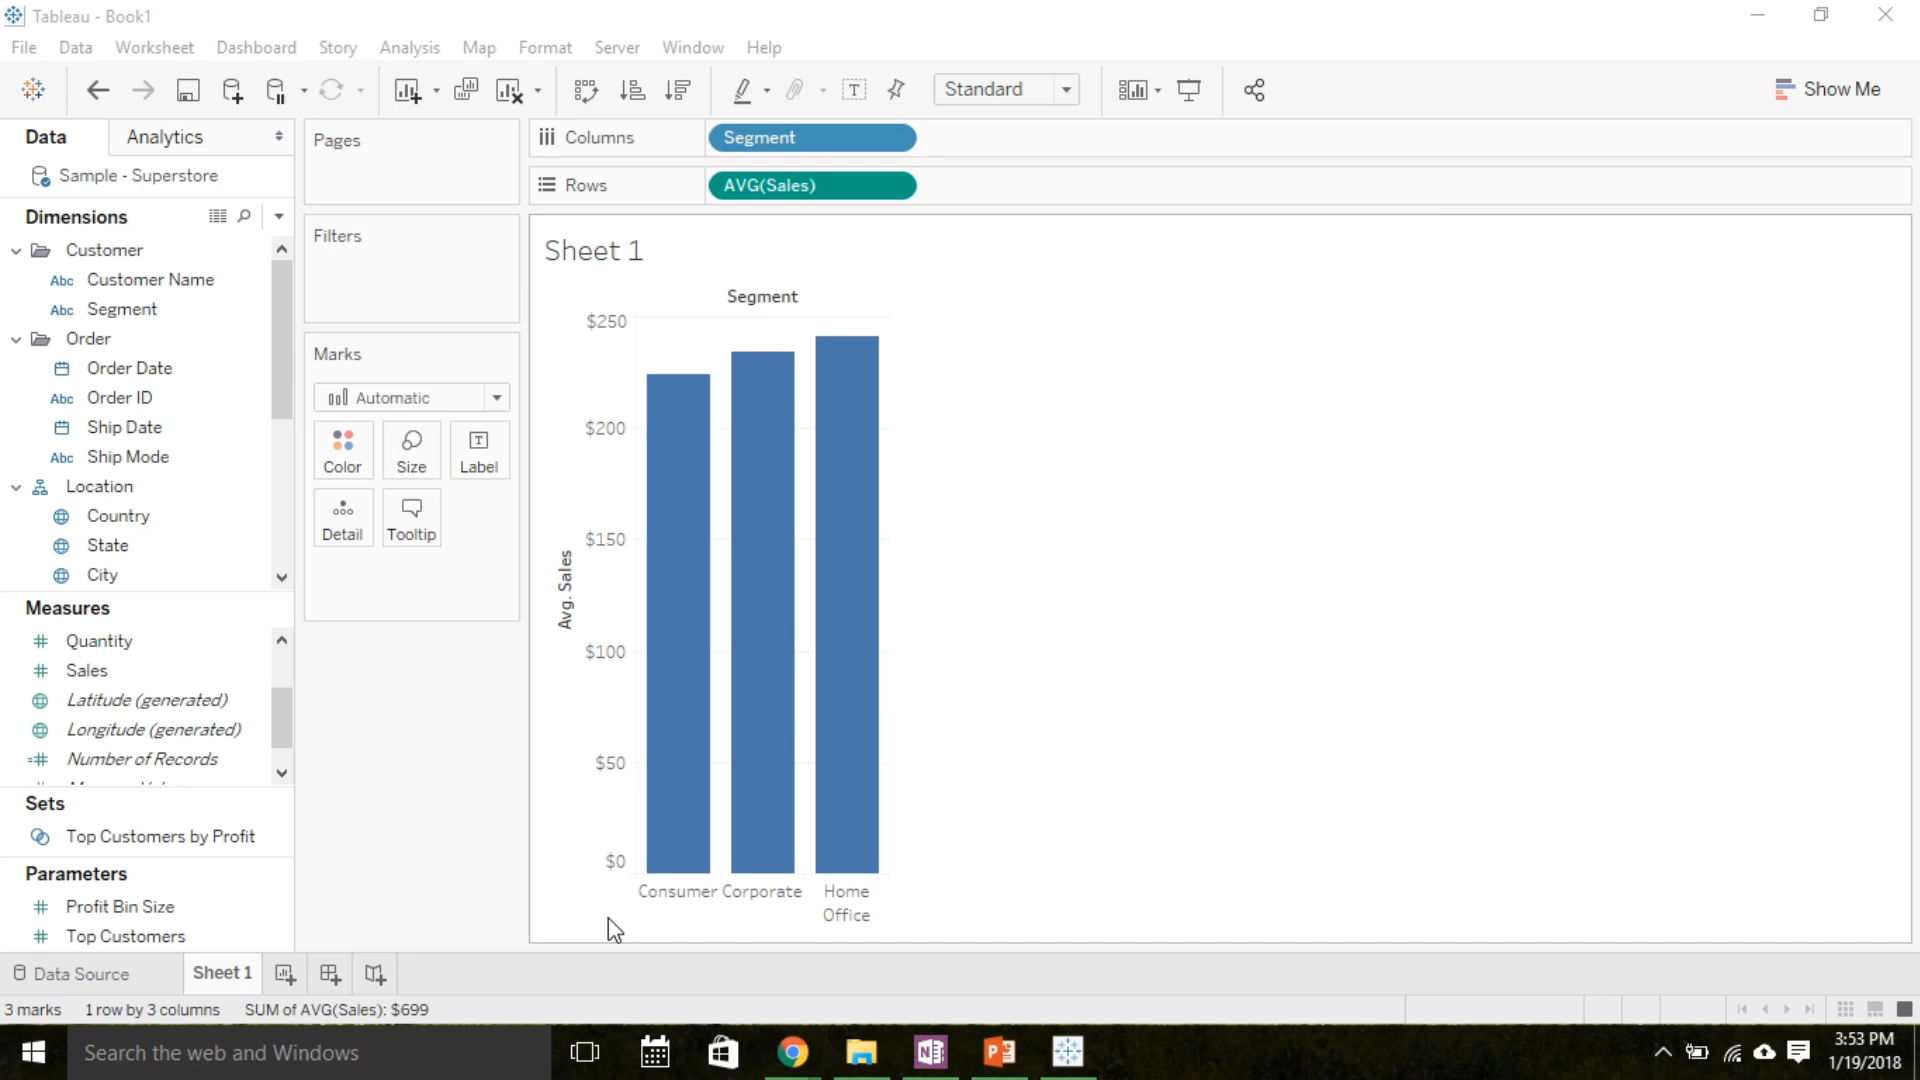 Tableau - Book1
File Data Worksheet Dashboard Story Analysis Map Format Server Window Help
Standard
Show Me
Data Analytics
Sample - Superstore
Dimensions
Customer
Abc Customer Name
Abc Segment
Order
Order Date
Abc Order ID
Ship Date
Abc Ship Mode
Location
Country
State
City
Measures
Quantity
Sales
Latitude (generated)
Longitude (generated)
Number of Records
Sets
Top Customers by Profit
Parameters
Profit Bin Size
Top Customers
Pages
Filters
Marks
Automatic
Color Size Label
Detail Tooltip
Columns Segment
Rows AVG(Sales)
Sheet 1
Segment
$250
$200
$150
$100
$50
$0
Avg. Sales
Consumer Corporate Home
Office
Data Source Sheet 1
3 marks 1 row by 3 columns SUM of AVG(Sales): $699
Search the web and Windows
3:53 PM
1/19/2018